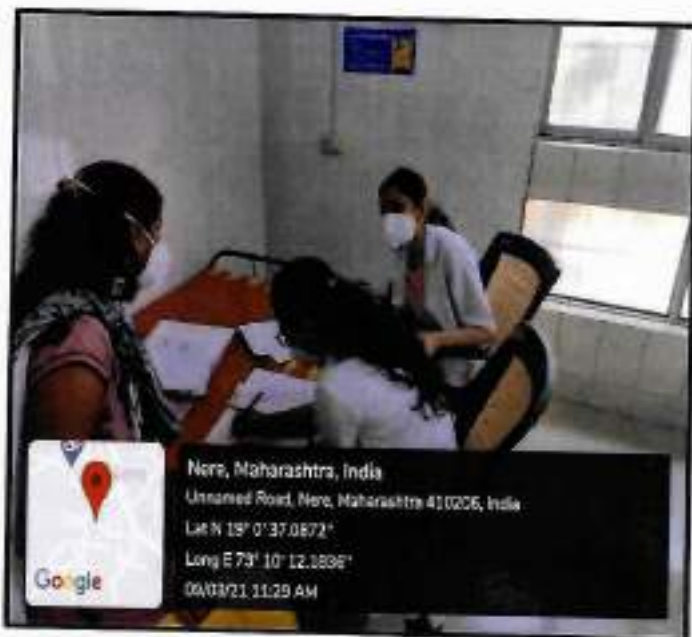 Google
Nere, Maharashtra, India
Unnamed Road, Nere, Maharashtra 410206, India
Lat N 19° 0' 37.0872"
Long E 73° 10' 12.1836"
09/03/21 11:29 AM